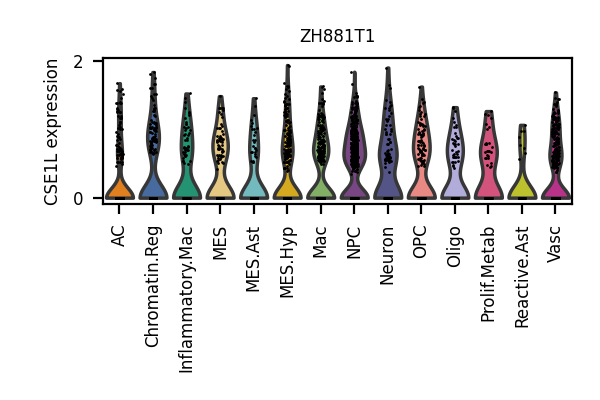 ZH881T1
CSE1L expression
2
0
AC
Chromatin.Reg
Inflammatory.Mac
MES
MES.Ast
MES.Hyp
Mac
NPC
Neuron
OPC
Oligo
Prolif.Metab
Reactive.Ast
Vasc